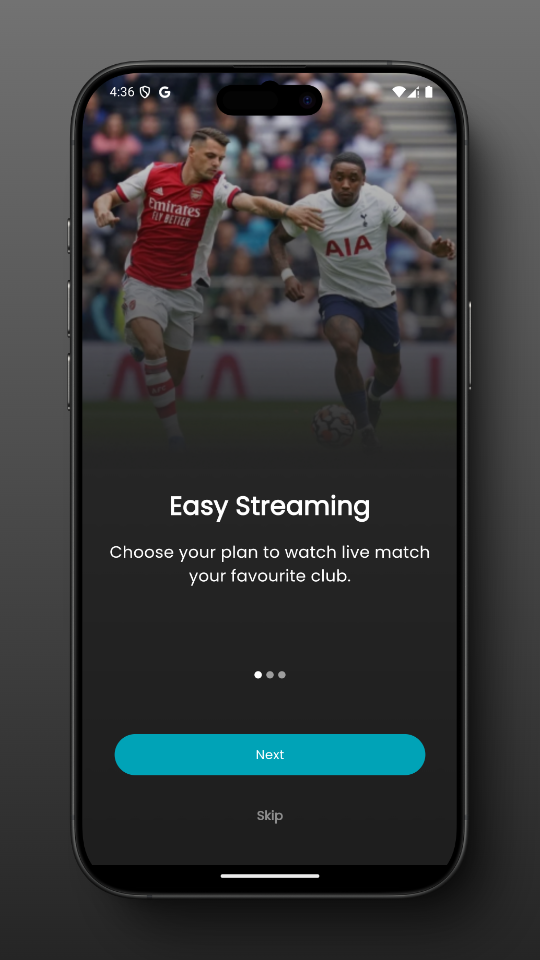 4:36
Emirates
FLY BETTER
AIA
Easy Streaming
Choose your plan to watch live match
your favourite club.
Next
Skip